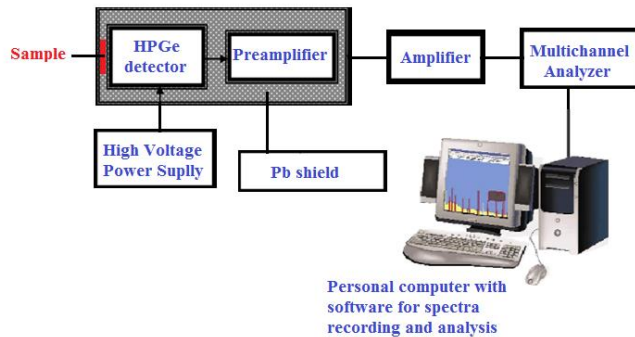 Sample
HPGe
detector
Preamplifier
Amplifier
Multichannel
Analyzer
High Voltage
Power Suplly
Pb shield
Personal computer with
software for spectra
recording and analysis